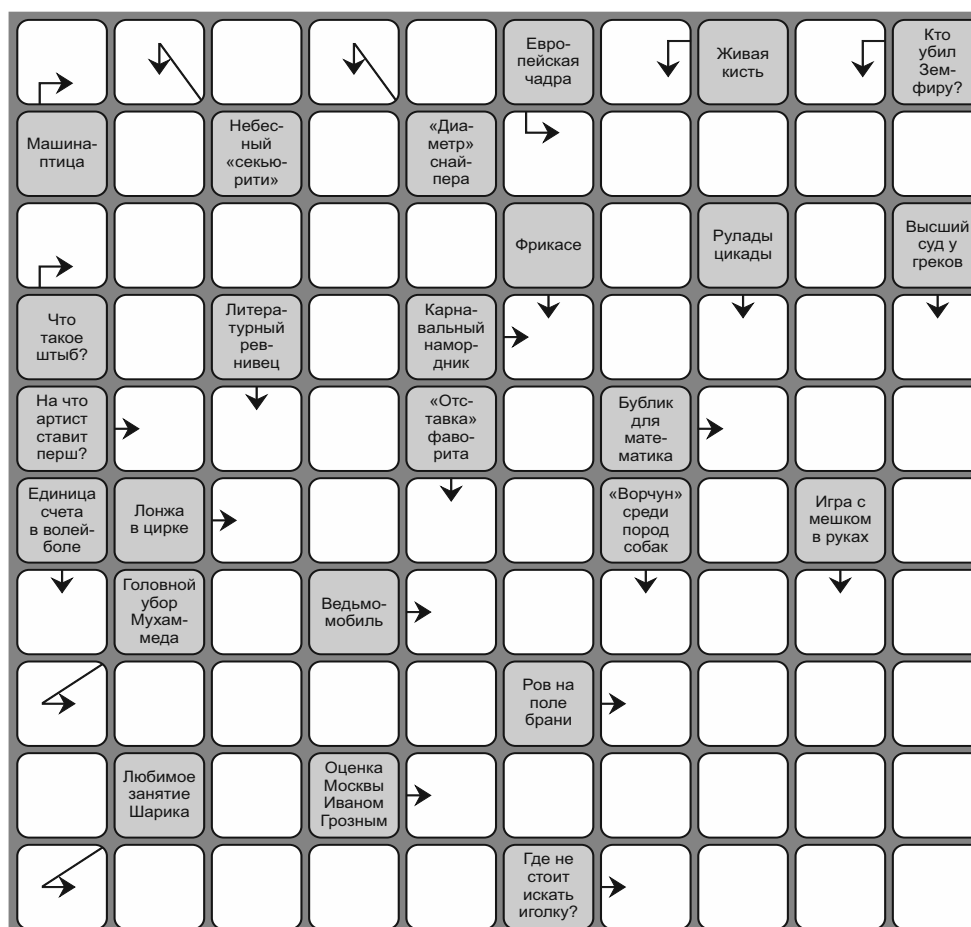 Евро-
пейская
чадра
Живая
кисть
Кто
убил
Зем-
фиру?
Машина-
птица
Небес-
ный
«секью-
рити»
«Диа-
метр»
снай-
пера
Фрикасе
Рулады
цикады
Высший
суд у
греков
Что
такое
штыб?
Литера-
турный
рев-
нивец
Карна-
вальный
намор-
дник
На что
артист
ставит
перш?
«Отс-
тавка»
фаво-
рита
Бублик
для
мате-
матика
Единица
счета
в волей-
боле
Лонжа
в цирке
«Ворчун»
среди
пород
собак
Игра с
мешком
в руках
Головной
убор
Мухам-
меда
Ведьмо-
мобиль
Ров на
поле
брани
Любимое
занятие
Шарика
Оценка
Москвы
Иваном
Грозным
Где не
стоит
искать
иголку?